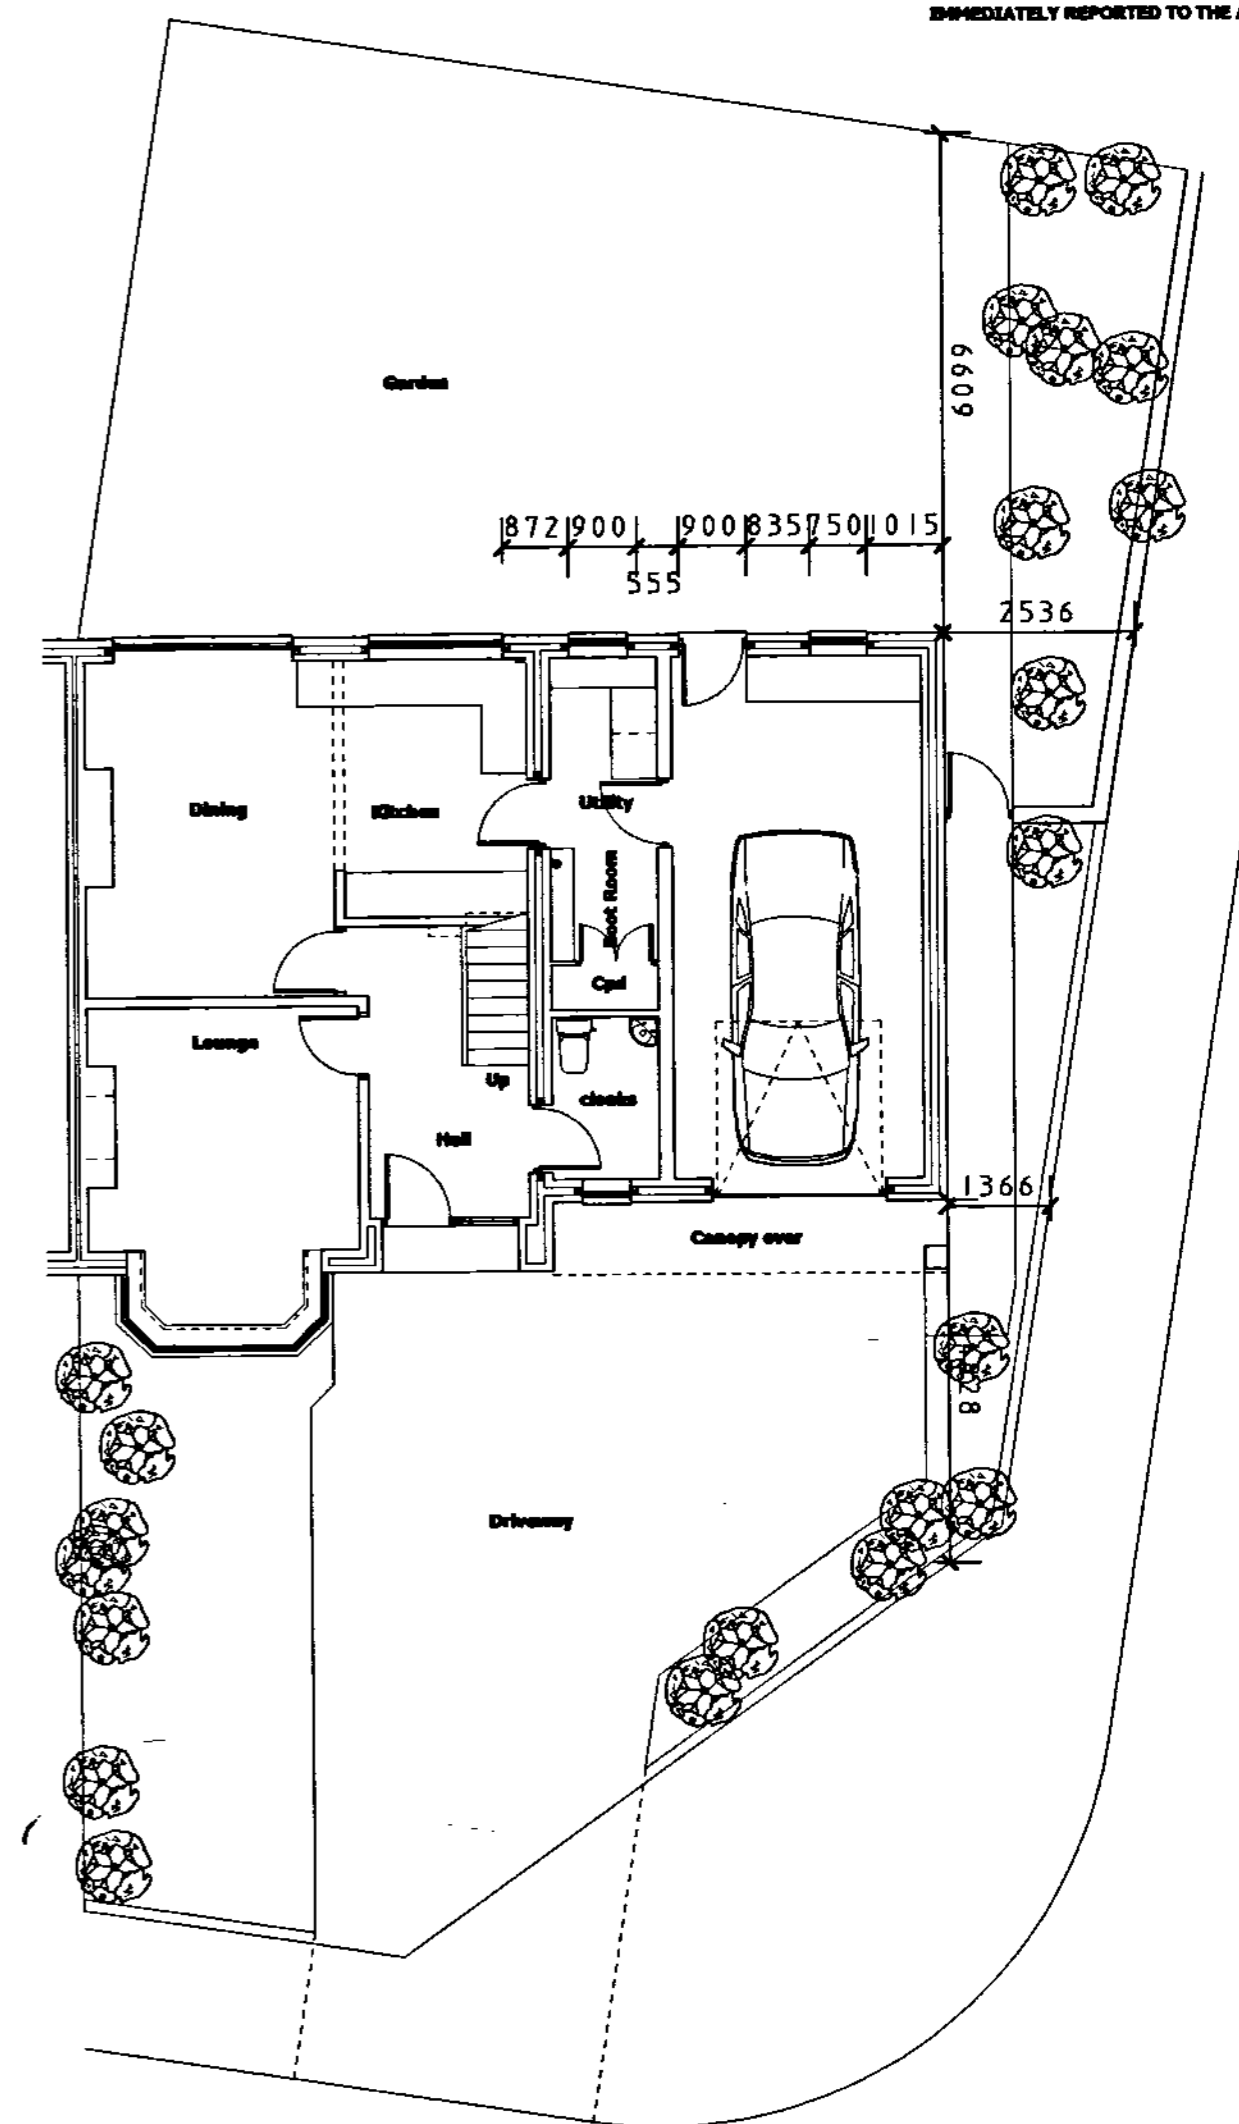 IMMEDIATELY REPORTED TO THE
Garden
6099
872 900 900 835 750 1015
555
2536
Dining
Kitchen
Utility
Boot Room
Cpd
Lounge
Up
cloaks
Hall
1366
Canopy over
Driveway